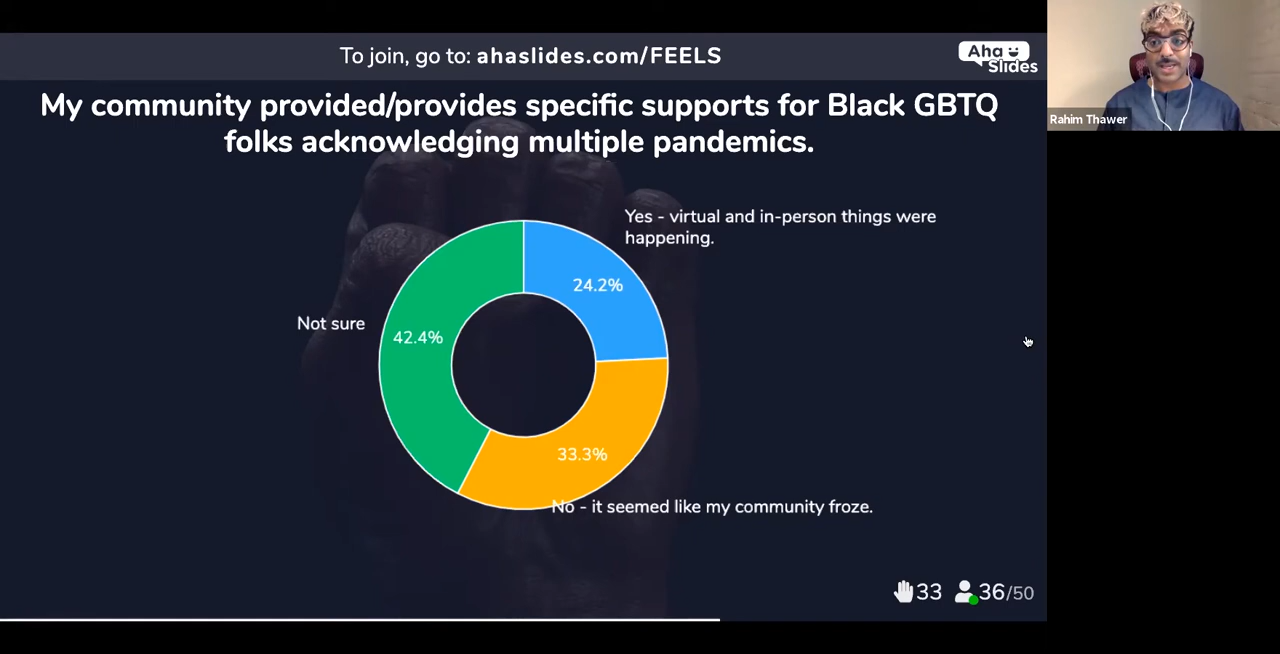 To join, go to: ahaslides.com/FEELS
Aha
Slides
Rahim Thawer
My community provided/provides specific supports for Black GBTQ
folks acknowledging multiple pandemics.
Yes - virtual and in-person things were
happening.
24.2%
Not sure
42.4%
33.3%
No - it seemed like my community froze.
33 36/50